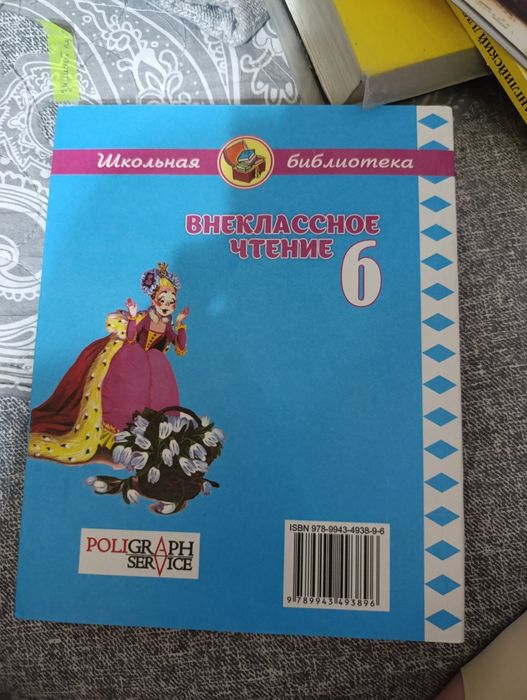 Школьная библиотека
ВНЕКЛАССНОЕ
ЧТЕНИЕ 6
ISBN 978-9943-4938-9-6
POLIGRAPH
SERVICE
9 789943 493896